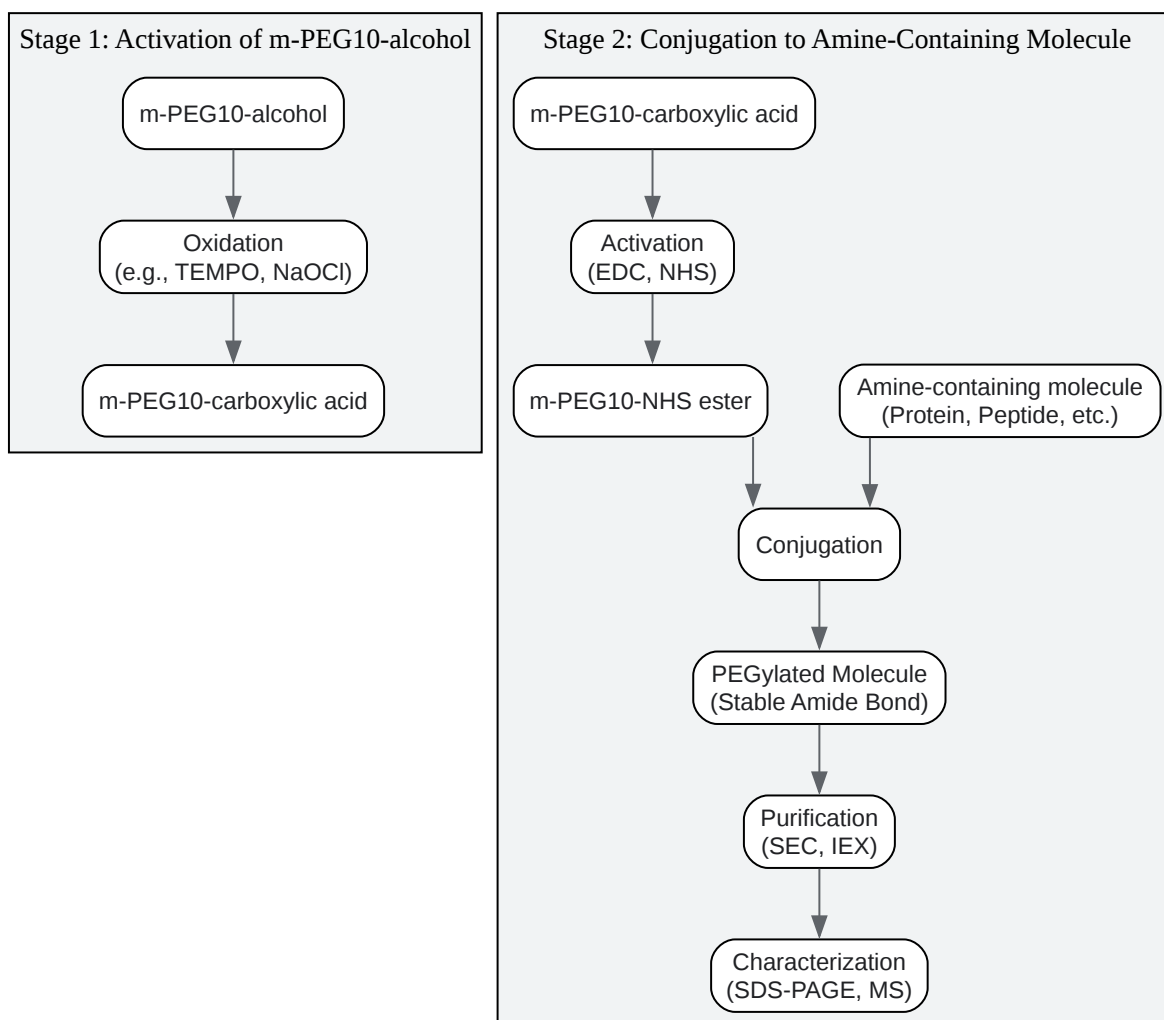 Stage 1: Activation of m-PEG10-alcohol
m-PEG10-alcohol
Oxidation
(e.g., TEMPO, NaOCl)
m-PEG10-carboxylic acid
Stage 2: Conjugation to Amine-Containing Molecule
m-PEG10-carboxylic acid
Activation
(EDC, NHS)
m-PEG10-NHS ester
Amine-containing molecule
(Protein, Peptide, etc.)
Conjugation
PEGylated Molecule
(Stable Amide Bond)
Purification
(SEC, IEX)
Characterization
(SDS-PAGE, MS)